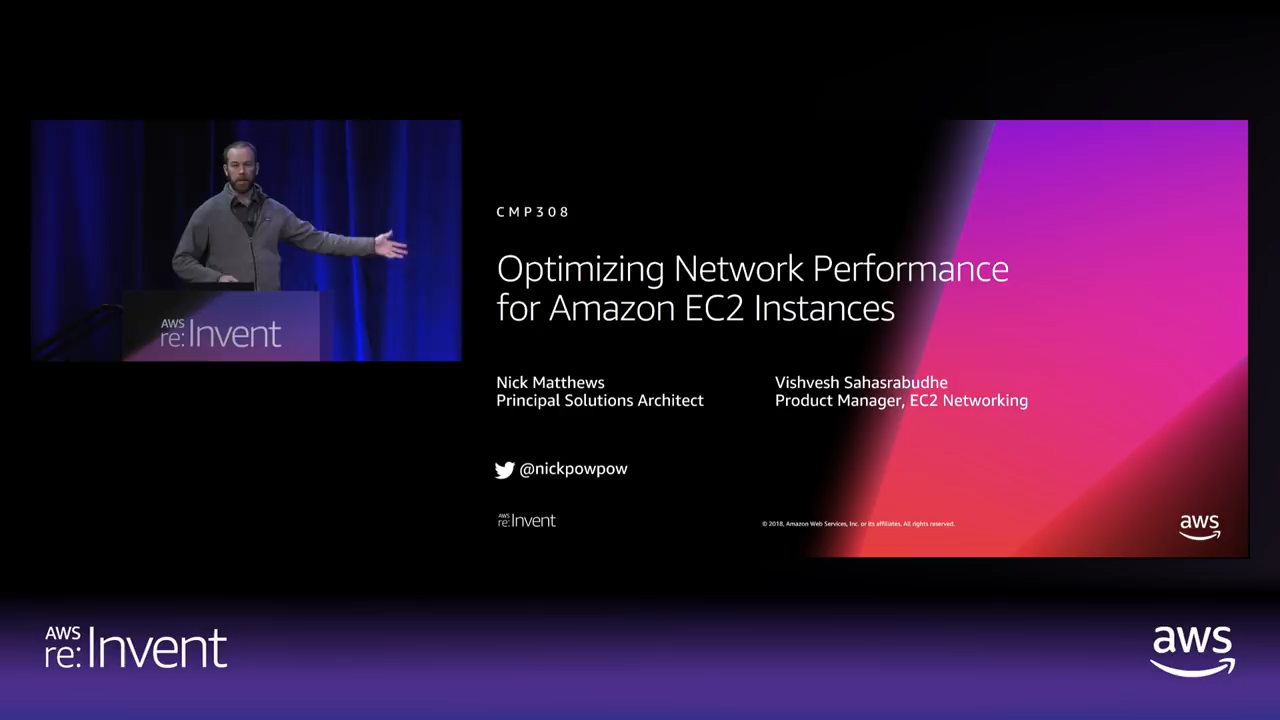 AWS
re:Invent
CMP308
Optimizing Network Performance
for Amazon EC2 Instances
Nick Matthews
Principal Solutions Architect
Vishvesh Sahasrabudhe
Product Manager, EC2 Networking
@nickpowpow
AWS
re:Invent
© 2018, Amazon Web Services, Inc. or its affiliates. All rights reserved.
aws
AWS
re:Invent
aws